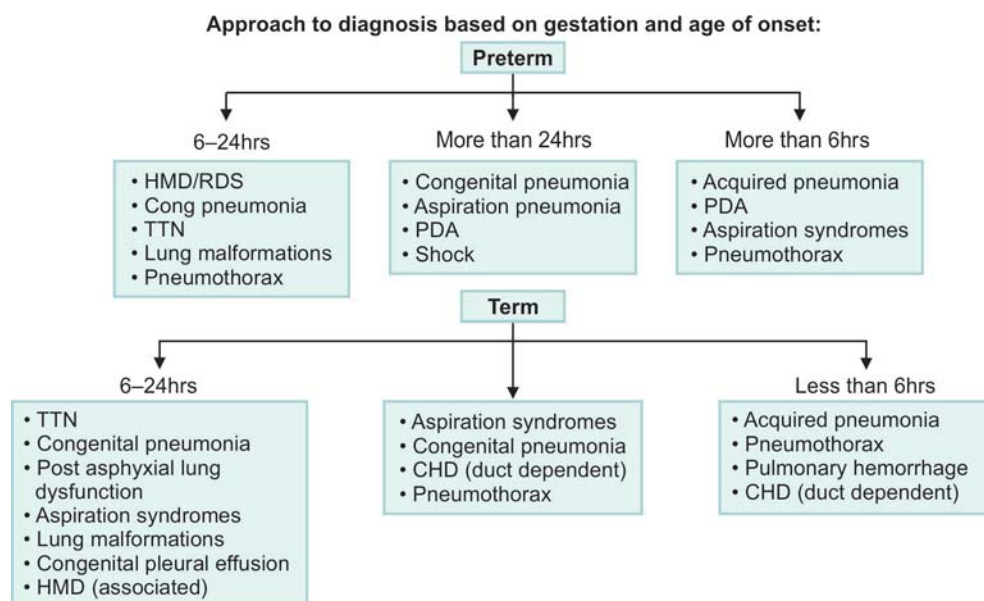 Approach to diagnosis based on gestation and age of onset:
Preterm
6–24hrs
• HMD/RDS
• Cong pneumonia
• TTN
• Lung malformations
• Pneumothorax
More than 24hrs
• Congenital pneumonia
• Aspiration pneumonia
• PDA
• Shock
More than 6hrs
• Acquired pneumonia
• PDA
• Aspiration syndromes
• Pneumothorax
Term
6–24hrs
• TTN
• Congenital pneumonia
• Post asphyxial lung
dysfunction
• Aspiration syndromes
• Lung malformations
• Congenital pleural effusion
• HMD (associated)
• Aspiration syndromes
• Congenital pneumonia
• CHD (duct dependent)
• Pneumothorax
Less than 6hrs
• Acquired pneumonia
• Pneumothorax
• Pulmonary hemorrhage
• CHD (duct dependent)